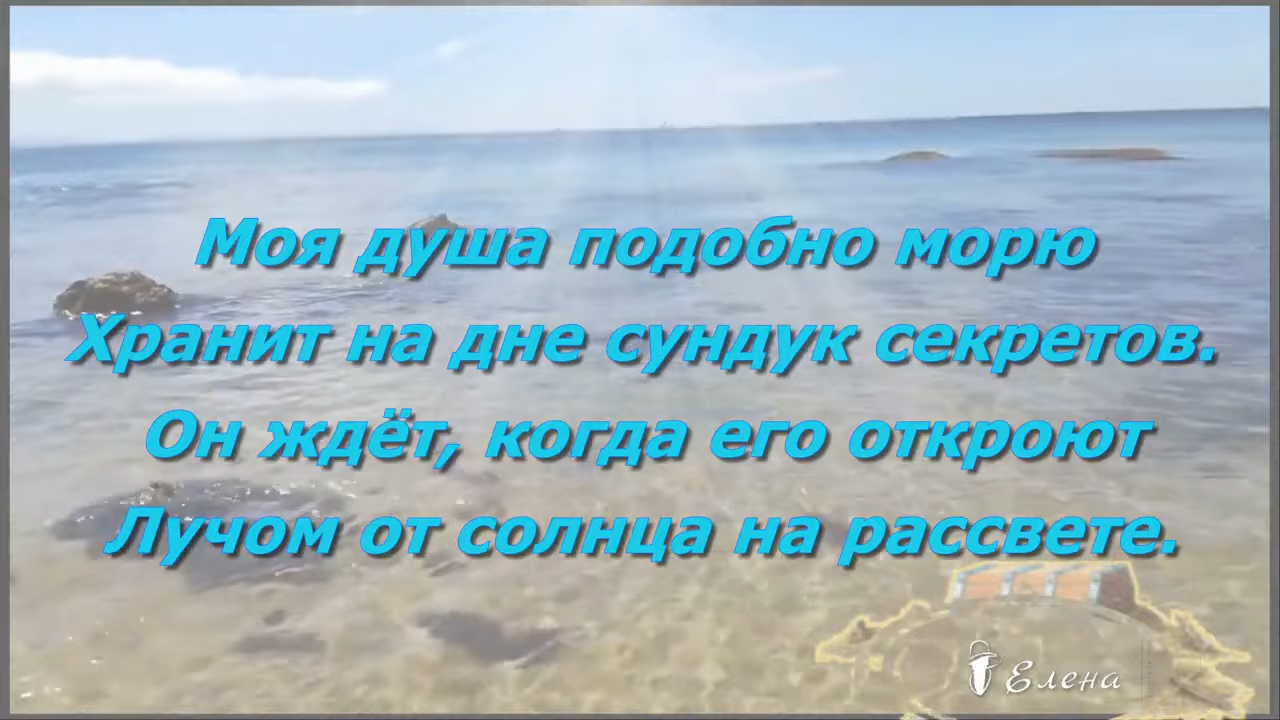 Моя душа подобно морю
Хранит на дне сундук секретов.
Он ждёт, когда его откроют
Лучом от солнца на рассвете.
Елена